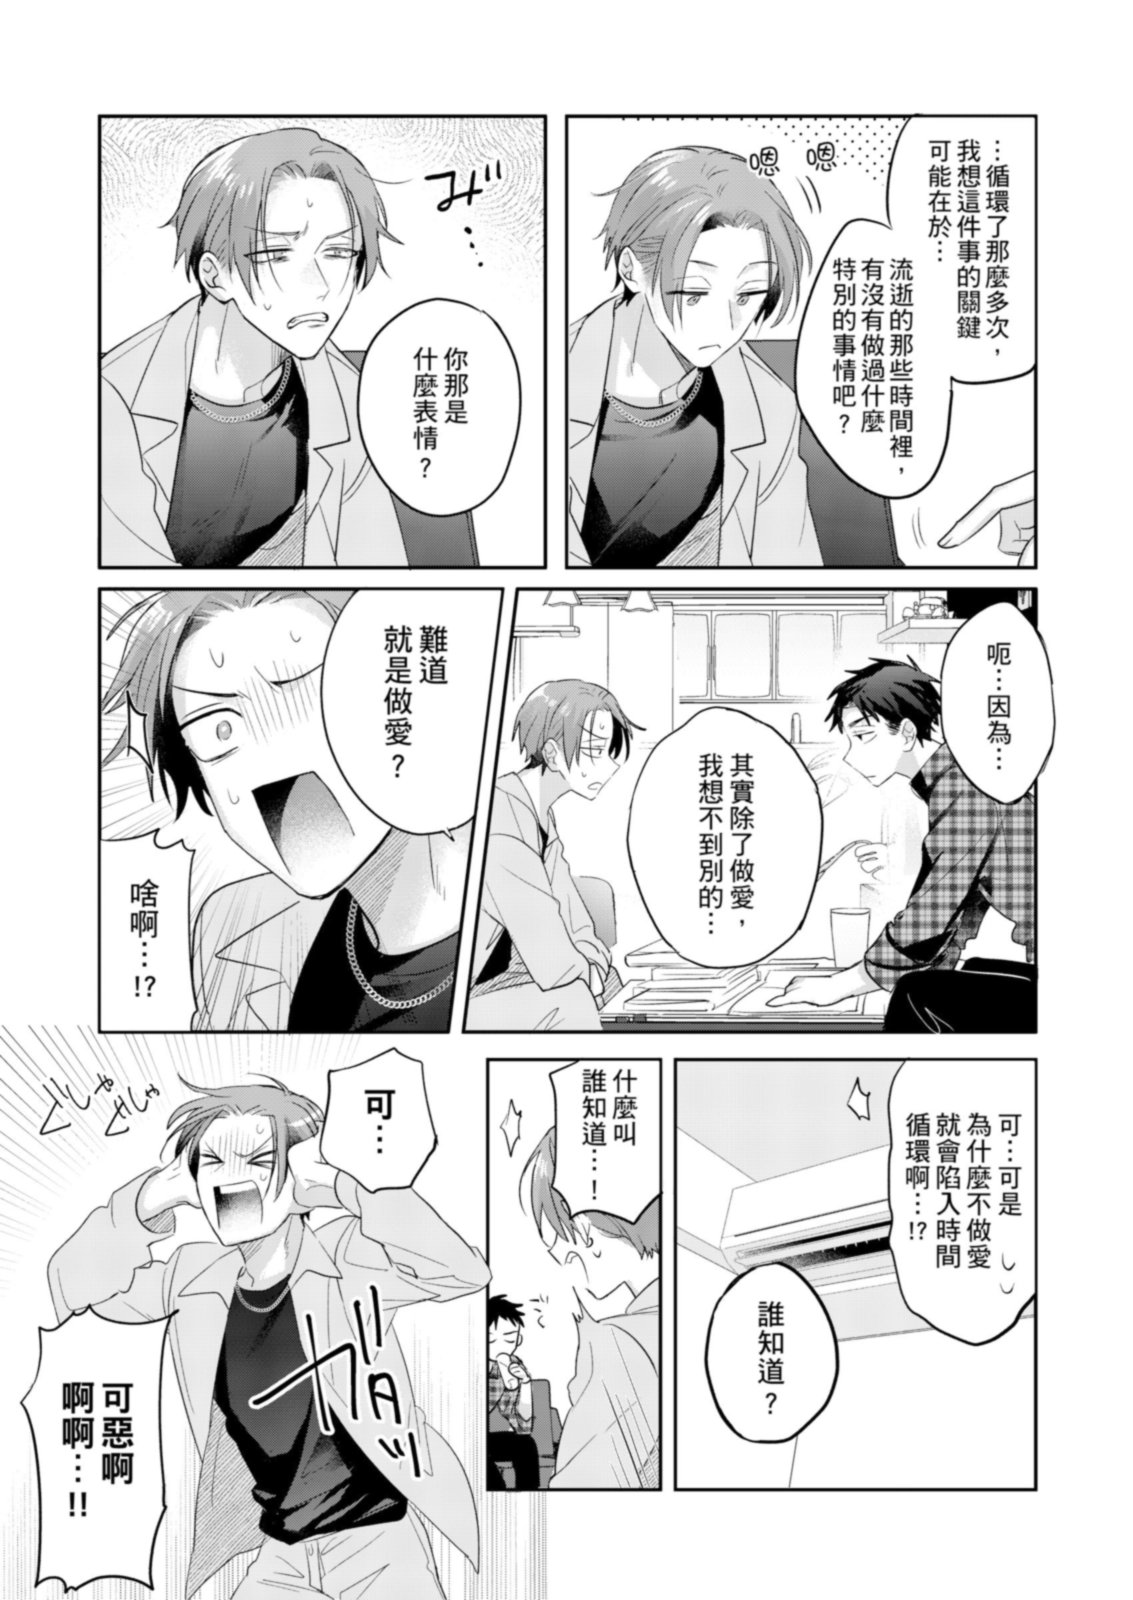 …循環了那麼多次，
我想這件事的關鍵
可能在於…
流逝的那些時間裡，
有沒有做過什麼
特別的事情吧？
嗯
嗯
你那是
什麼表情？
呃…因為…
其實除了做愛，
我想不到別的…
難道
就是做愛？
啥啊…!?
可…可是
為什麼不做愛
就會陷入時間
循環啊…!?
誰知道？
什麼叫
誰知道…！
可…
くしゃ
くしゃ
可惡啊
啊啊…!!